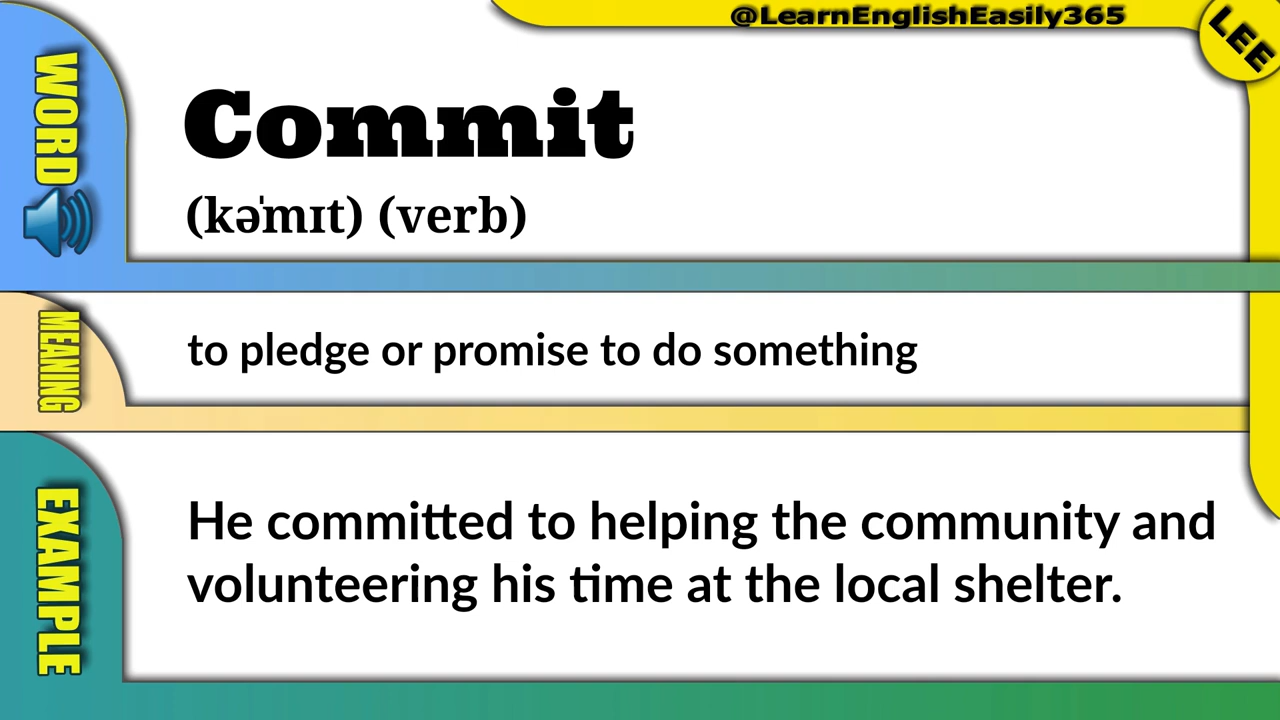 @LearnEnglishEasily365
LEE
WORD
Commit
(kəˈmɪt) (verb)
MEANING
to pledge or promise to do something
EXAMPLE
He committed to helping the community and
volunteering his time at the local shelter.